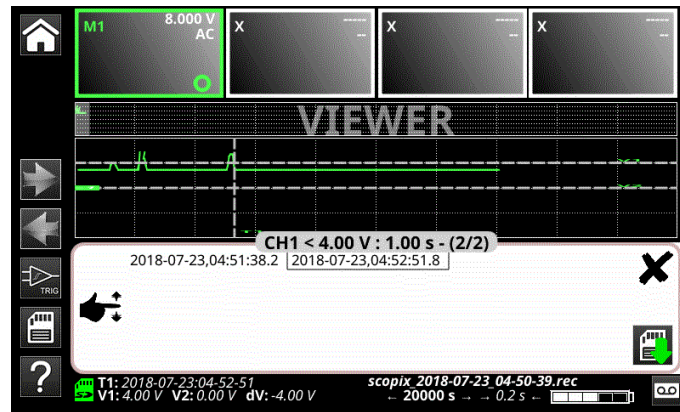 M1
8.000 V
AC
X
-----
--
X
-----
--
X
-----
--
VIEWER
CH1 < 4.00 V : 1.00 s - (2/2)
2018-07-23,04:51:38.2 2018-07-23,04:52:51.8
TRIG
?
T1: 2018-07-23:04-52-51
V1: 4.00 V V2: 0.00 V dV: -4.00 V
scopix_2018-07-23_04-50-39.rec
← 20000 s → → 0.2 s ←